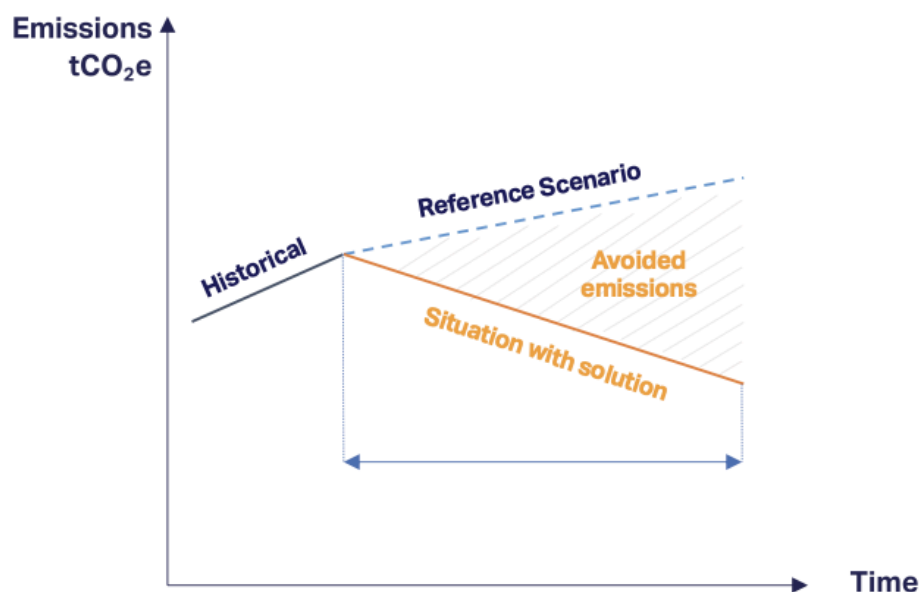 Emissions
tCO₂e
Reference Scenario
Historical
Avoided
emissions
Situation with solution
Time